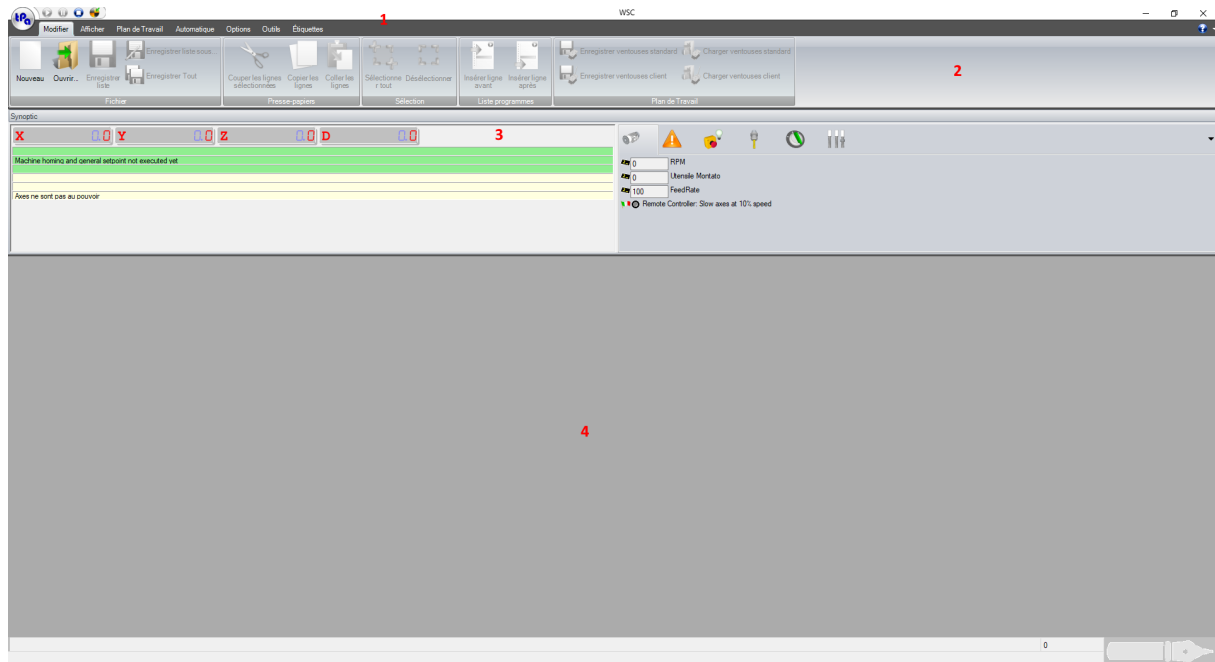 WSC
tPa
1
Modifier Afficher Plan de Travail Automatique Options Outils Étiquettes
Nouveau Ouvrir... Enregistrer liste
Enregistrer liste sous...
Enregistrer Tout
Fichier
Couper les lignes sélectionnées Copier les lignes Coller les lignes
Presse-papiers
Sélectionner tout Désélectionner
Sélection
Insérer ligne avant Insérer ligne après
Liste programmes
Enregistrer ventouses standard Charger ventouses standard
Enregistrer ventouses client Charger ventouses client
Plan de Travail
2
Synoptic
X 0.0 Y 0.0 Z 0.0 D 0.0
3
Machine homing and general setpoint not executed yet
Axes ne sont pas au pouvoir
0 RPM
0 Utensile Montato
100 FeedRate
Remote Controller: Slow axes at 10% speed
4
0